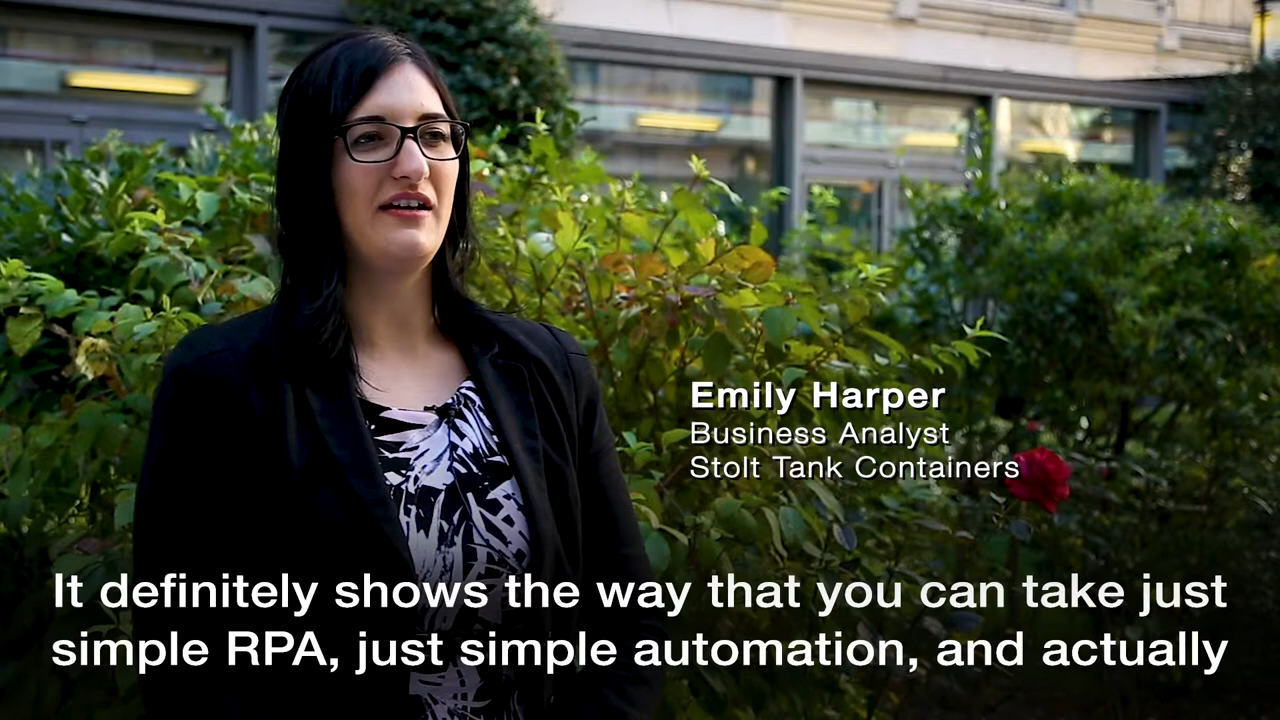 Emily Harper
Business Analyst
Stolt Tank Containers
It definitely shows the way that you can take just
simple RPA, just simple automation, and actually